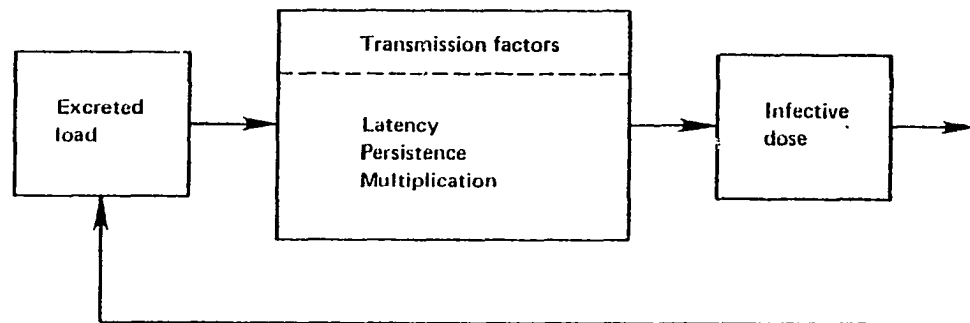 Transmission factors
Excreted
load
Latency
Persistence
Multiplication
Infective
dose